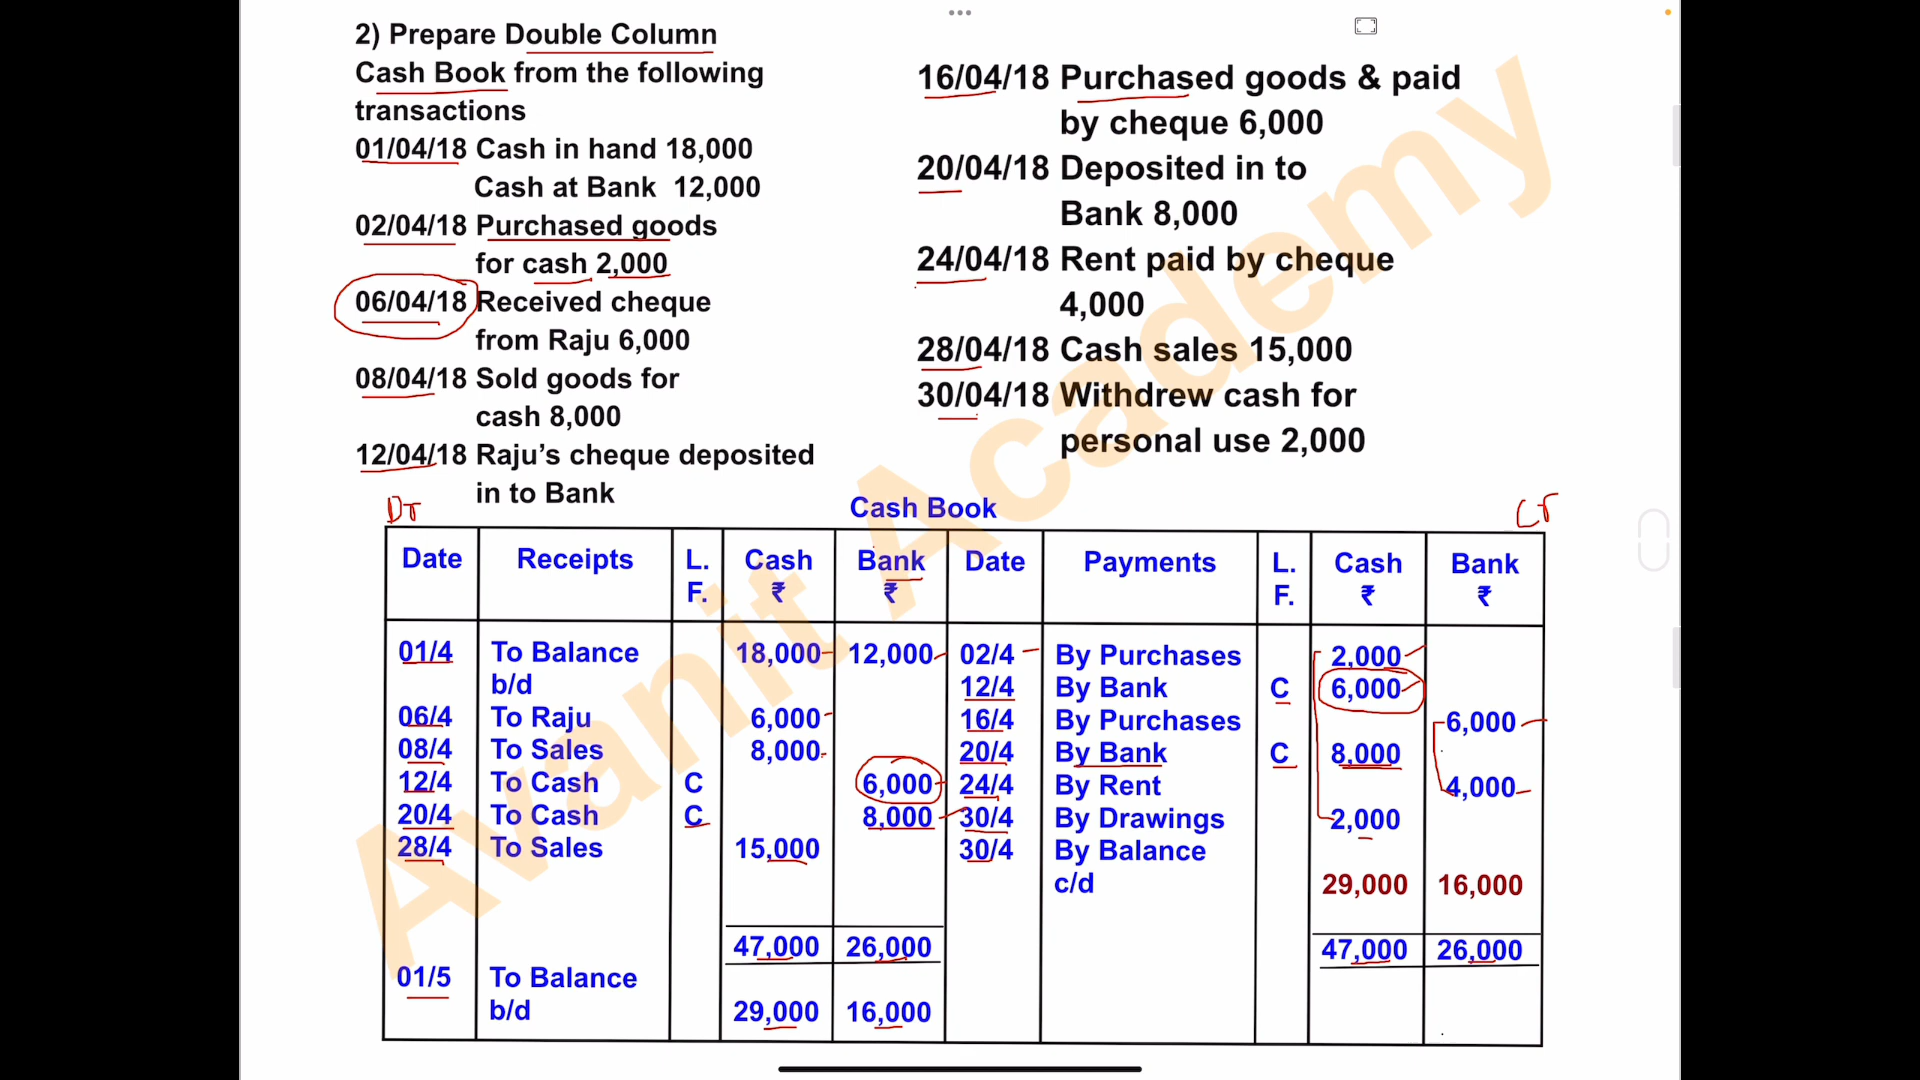 2) Prepare Double Column
Cash Book from the following
transactions
01/04/18 Cash in hand 18,000
Cash at Bank 12,000
02/04/18 Purchased goods
for cash 2,000
06/04/18 Received cheque
from Raju 6,000
08/04/18 Sold goods for
cash 8,000
12/04/18 Raju's cheque deposited
in to Bank
16/04/18 Purchased goods & paid
by cheque 6,000
20/04/18 Deposited in to
Bank 8,000
24/04/18 Rent paid by cheque
4,000
28/04/18 Cash sales 15,000
30/04/18 Withdrew cash for
personal use 2,000
Dr Cash Book Cr
Date Receipts L. Cash Bank Date Payments L. Cash Bank
F. ₹ ₹ F. ₹ ₹
01/4 To Balance 18,000 12,000 02/4 By Purchases 2,000
b/d 12/4 By Bank C 6,000
06/4 To Raju 6,000 16/4 By Purchases 6,000
08/4 To Sales 8,000 20/4 By Bank C 8,000
12/4 To Cash C 6,000 24/4 By Rent 4,000
20/4 To Cash C 8,000 30/4 By Drawings 2,000
28/4 To Sales 15,000 30/4 By Balance
c/d 29,000 16,000
47,000 26,000 47,000 26,000
01/5 To Balance
b/d 29,000 16,000
Avanit Academy